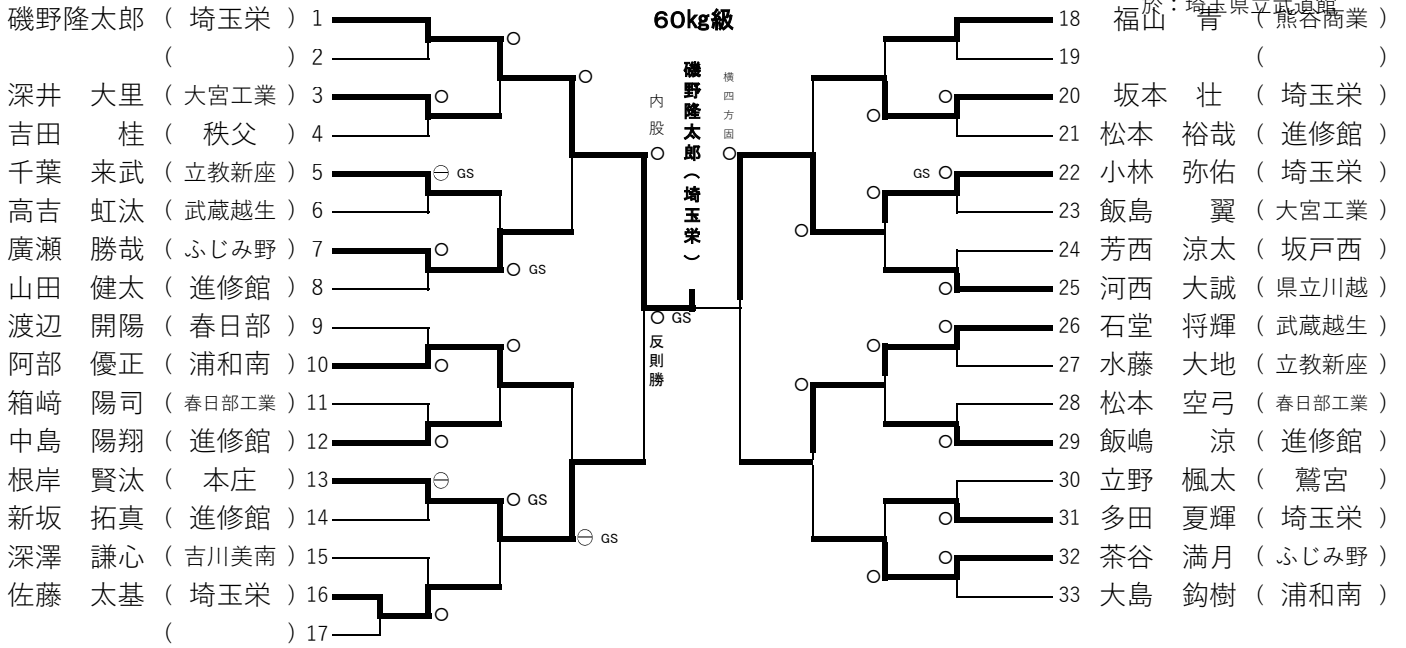 60kg級
於：埼玉県立武道館
磯野隆太郎 （ 埼玉栄 ） 1
（ ） 2
深井 大里 （ 大宮工業 ） 3
吉田 桂 （ 秩父 ） 4
千葉 来武 （ 立教新座 ） 5
高吉 虹汰 （ 武蔵越生 ） 6
廣瀬 勝哉 （ ふじみ野 ） 7
山田 健太 （ 進修館 ） 8
渡辺 開陽 （ 春日部 ） 9
阿部 優正 （ 浦和南 ） 10
箱﨑 陽司 （ 春日部工業 ） 11
中島 陽翔 （ 進修館 ） 12
根岸 賢汰 （ 本庄 ） 13
新坂 拓真 （ 進修館 ） 14
深澤 謙心 （ 吉川美南 ） 15
佐藤 太基 （ 埼玉栄 ） 16
（ ） 17
○
○
○
⊖ GS
○
○ GS
○
○
○
⊖
○ GS
⊖ GS
○
内股
○
磯野隆太郎（埼玉栄）
横四方固
○
○ GS
反則勝
18 福山 青 （ 熊谷商業 ）
19 （ ）
20 坂本 壮 （ 埼玉栄 ）
21 松本 裕哉 （ 進修館 ）
22 小林 弥佑 （ 埼玉栄 ）
23 飯島 翼 （ 大宮工業 ）
24 芳西 涼太 （ 坂戸西 ）
25 河西 大誠 （ 県立川越 ）
26 石堂 将輝 （ 武蔵越生 ）
27 水藤 大地 （ 立教新座 ）
28 松本 空弓 （ 春日部工業 ）
29 飯嶋 涼 （ 進修館 ）
30 立野 楓太 （ 鷲宮 ）
31 多田 夏輝 （ 埼玉栄 ）
32 茶谷 満月 （ ふじみ野 ）
33 大島 鈎樹 （ 浦和南 ）
○
○
GS ○
○
○
○
○
○
○
○
○
○
○